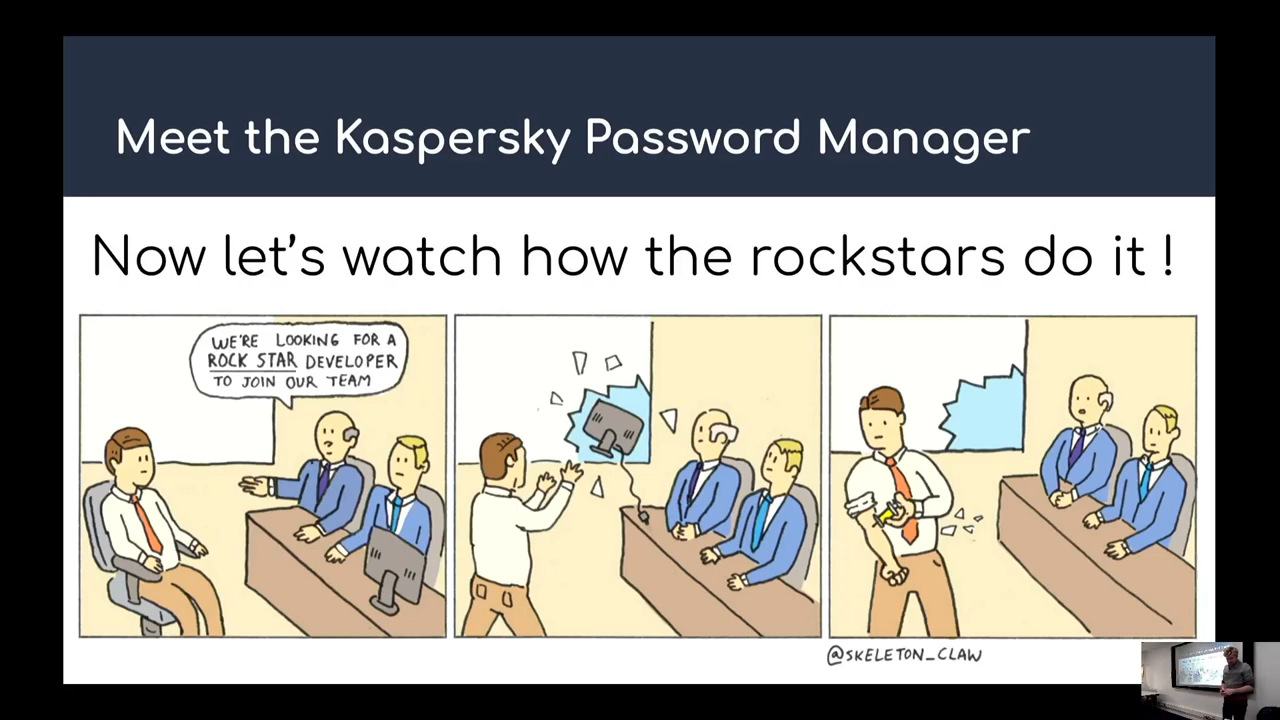 Meet the Kaspersky Password Manager
Now let's watch how the rockstars do it !
WE'RE LOOKING FOR A
ROCK STAR DEVELOPER
TO JOIN OUR TEAM
@SKELETON_CLAW